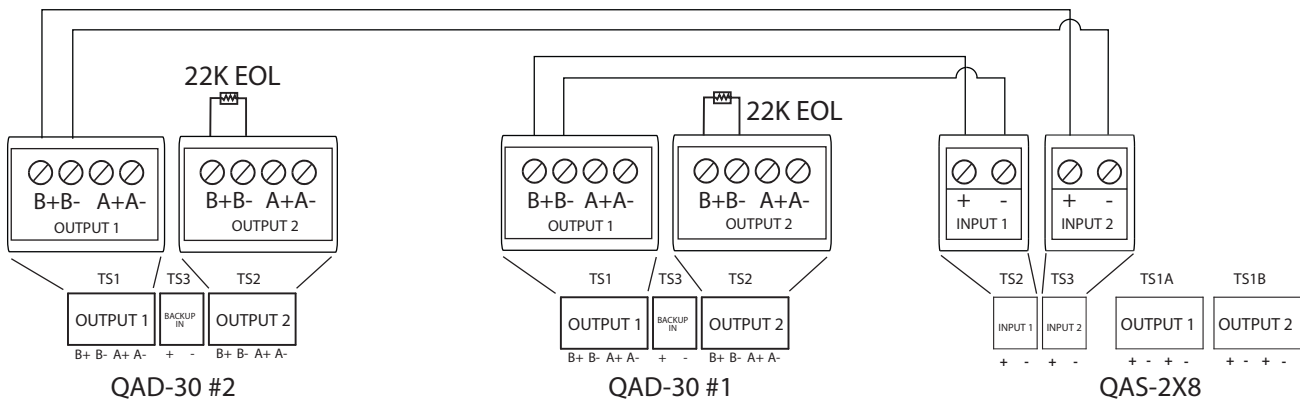 22K EOL
22K EOL
B+B- A+A-
OUTPUT 1
B+B- A+A-
OUTPUT 2
B+B- A+A-
OUTPUT 1
B+B- A+A-
OUTPUT 2
+ -
INPUT 1
+ -
INPUT 2
TS1 TS3 TS2
OUTPUT 1
BACKUP
IN
OUTPUT 2
B+ B- A+ A- + - B+ B- A+ A-
QAD-30 #2
TS1 TS3 TS2
OUTPUT 1
BACKUP
IN
OUTPUT 2
B+ B- A+ A- + - B+ B- A+ A-
QAD-30 #1
TS2 TS3 TS1A TS1B
INPUT 1
INPUT 2
OUTPUT 1
OUTPUT 2
+ - + - + - + - + - + -
QAS-2X8